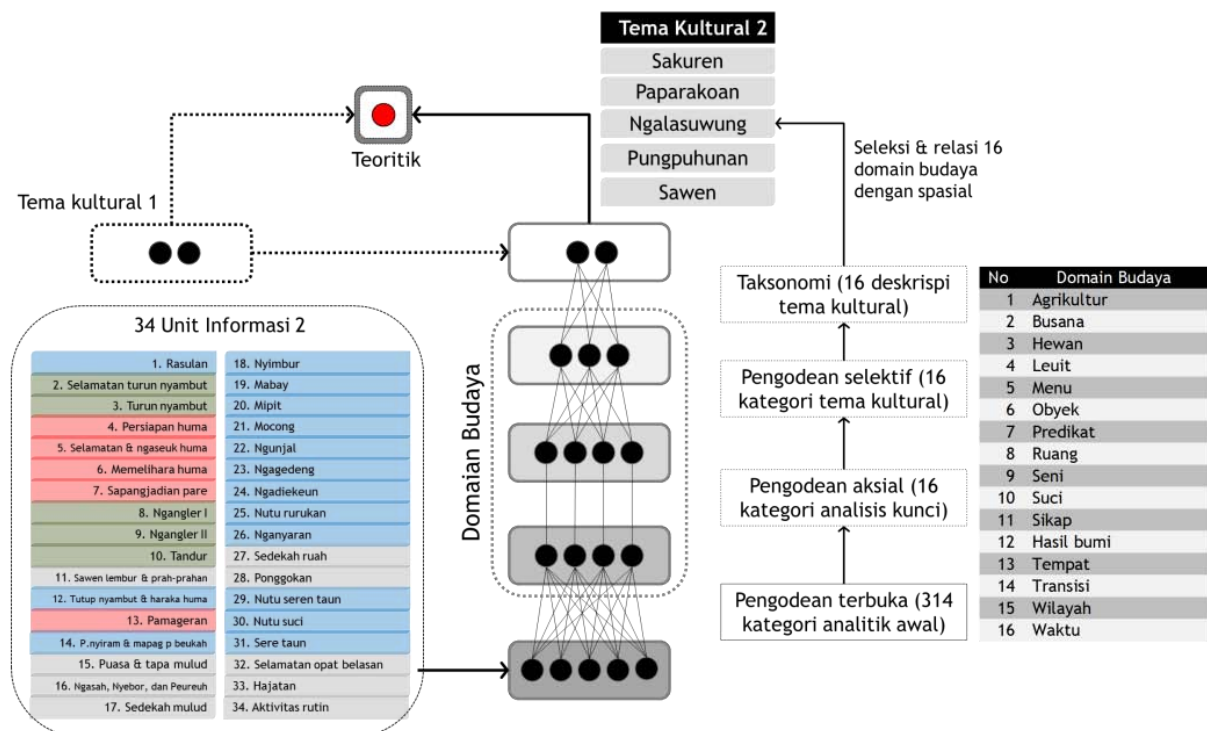 Tema Kultural 2
Sakuren
Paparakoan
Ngalasuwung
Pungpuhunan
Sawen
Teoritik
Seleksi & relasi 16
domain budaya
dengan spasial
Tema kultural 1
34 Unit Informasi 2
1. Rasulan
2. Selamatan turun nyambut
3. Turun nyambut
4. Persiapan huma
5. Selamatan & ngaseuk huma
6. Memelihara huma
7. Sapangjadian pare
8. Ngangler I
9. Ngangler II
10. Tandur
11. Sawen lembur & prah-prahan
12. Tutup nyambut & haraka huma
13. Pamageran
14. P.nyiram & mapag p beukah
15. Puasa & tapa mulud
16. Ngasah, Nyebor, dan Peureuh
17. Sedekah mulud
18. Nyimbur
19. Mabay
20. Mipit
21. Mocong
22. Ngunjal
23. Ngagedeng
24. Ngadiekeun
25. Nutu rurukan
26. Nganyaran
27. Sedekah ruah
28. Ponggokan
29. Nutu seren taun
30. Nutu suci
31. Sere taun
32. Selamatan opat belasan
33. Hajatan
34. Aktivitas rutin
Domaian Budaya
Taksonomi (16 deskrispi
tema kultural)
Pengodean selektif (16
kategori tema kultural)
Pengodean aksial (16
kategori analisis kunci)
Pengodean terbuka (314
kategori analitik awal)
No Domain Budaya
1 Agrikultur
2 Busana
3 Hewan
4 Leuit
5 Menu
6 Obyek
7 Predikat
8 Ruang
9 Seni
10 Suci
11 Sikap
12 Hasil bumi
13 Tempat
14 Transisi
15 Wilayah
16 Waktu